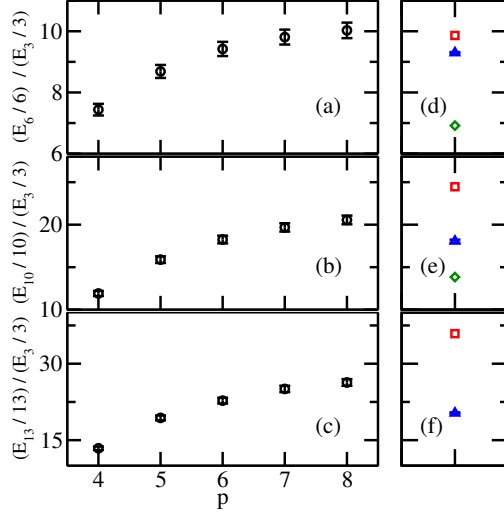 (E6 / 6) / (E3 / 3)
10
8
6
(a)
(d)
(E10 / 10) / (E3 / 3)
20
10
(b)
(e)
(E13 / 13) / (E3 / 3)
30
15
(c)
(f)
4 5 6 7 8
p